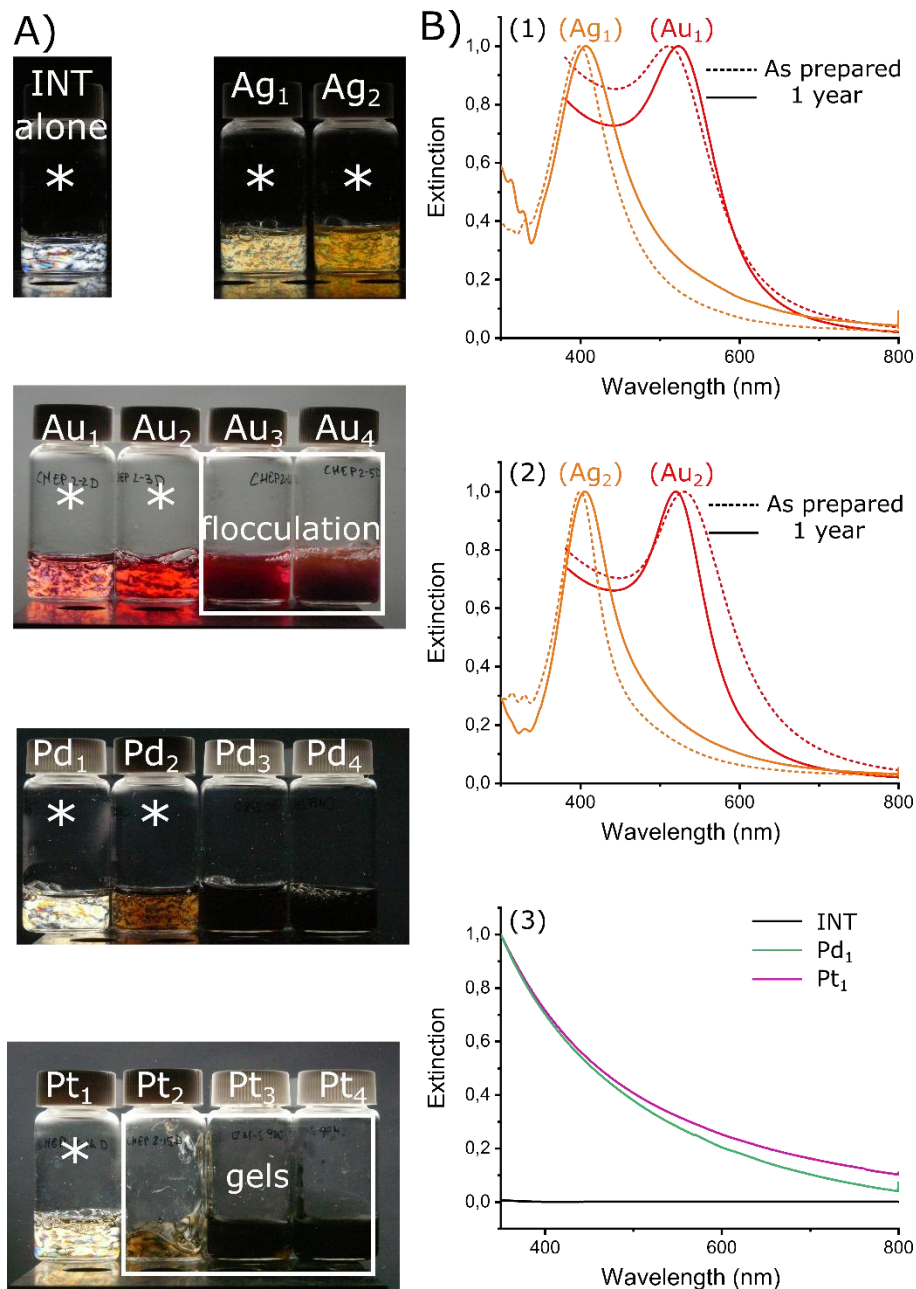 A)
INT
alone
*
Ag₁ Ag₂
* *
Au₁ Au₂ Au₃ Au₄
CHEP2-2D
* *
flocculation
Pd₁ Pd₂ Pd₃ Pd₄
* *
Pt₁ Pt₂ Pt₃ Pt₄
*
gels
B)
(1) (Ag₁) (Au₁)
As prepared
1 year
Extinction
1,0
0,8
0,6
0,4
0,2
0,0
400 600 800
Wavelength (nm)
(2) (Ag₂) (Au₂)
As prepared
1 year
Extinction
1,0
0,8
0,6
0,4
0,2
0,0
400 600 800
Wavelength (nm)
(3)
INT
Pd₁
Pt₁
Extinction
1,0
0,8
0,6
0,4
0,2
0,0
400 600 800
Wavelength (nm)